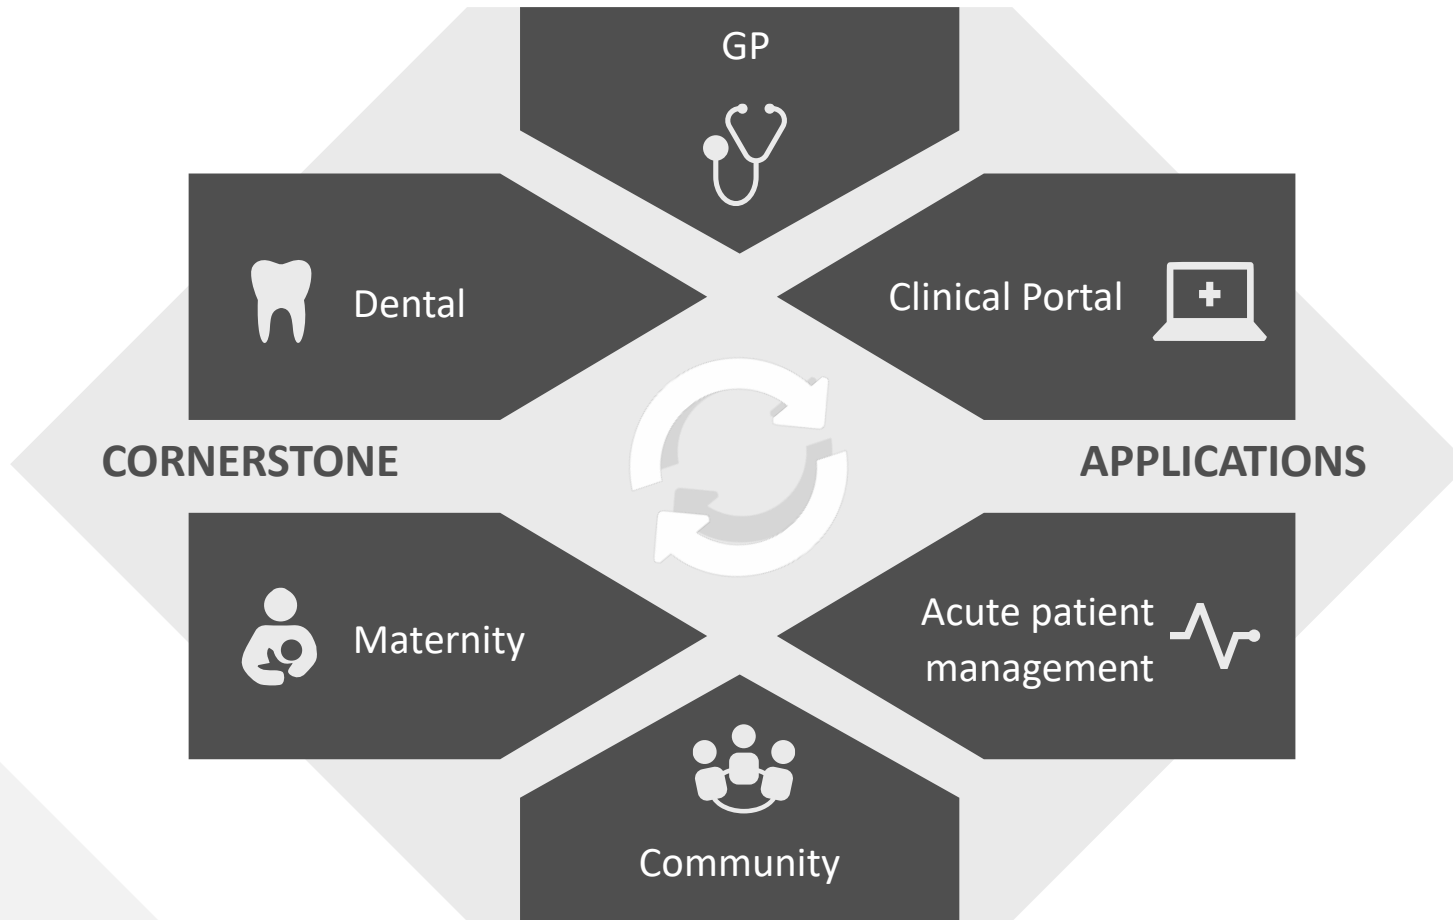 GP
Dental
Clinical Portal
CORNERSTONE
APPLICATIONS
Maternity
Acute patient
management
Community